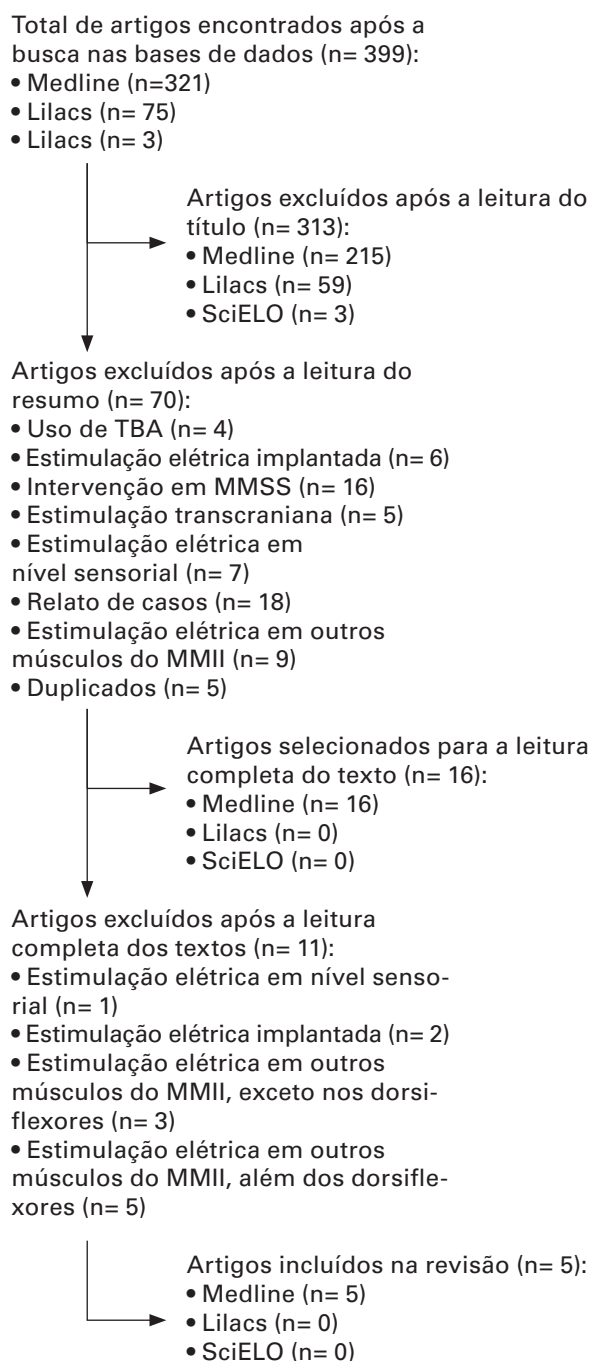 Total de artigos encontrados após a
busca nas bases de dados (n= 399):
• Medline (n=321)
• Lilacs (n= 75)
• Lilacs (n= 3)
Artigos excluídos após a leitura do
título (n= 313):
• Medline (n= 215)
• Lilacs (n= 59)
• SciELO (n= 3)
Artigos excluídos após a leitura do
resumo (n= 70):
• Uso de TBA (n= 4)
• Estimulação elétrica implantada (n= 6)
• Intervenção em MMSS (n= 16)
• Estimulação transcraniana (n= 5)
• Estimulação elétrica em
nível sensorial (n= 7)
• Relato de casos (n= 18)
• Estimulação elétrica em outros
músculos do MMII (n= 9)
• Duplicados (n= 5)
Artigos selecionados para a leitura
completa do texto (n= 16):
• Medline (n= 16)
• Lilacs (n= 0)
• SciELO (n= 0)
Artigos excluídos após a leitura
completa dos textos (n= 11):
• Estimulação elétrica em nível senso-
rial (n= 1)
• Estimulação elétrica implantada (n= 2)
• Estimulação elétrica em outros
músculos do MMII, exceto nos dorsi-
flexores (n= 3)
• Estimulação elétrica em outros
músculos do MMII, além dos dorsifle-
xores (n= 5)
Artigos incluídos na revisão (n= 5):
• Medline (n= 5)
• Lilacs (n= 0)
• SciELO (n= 0)